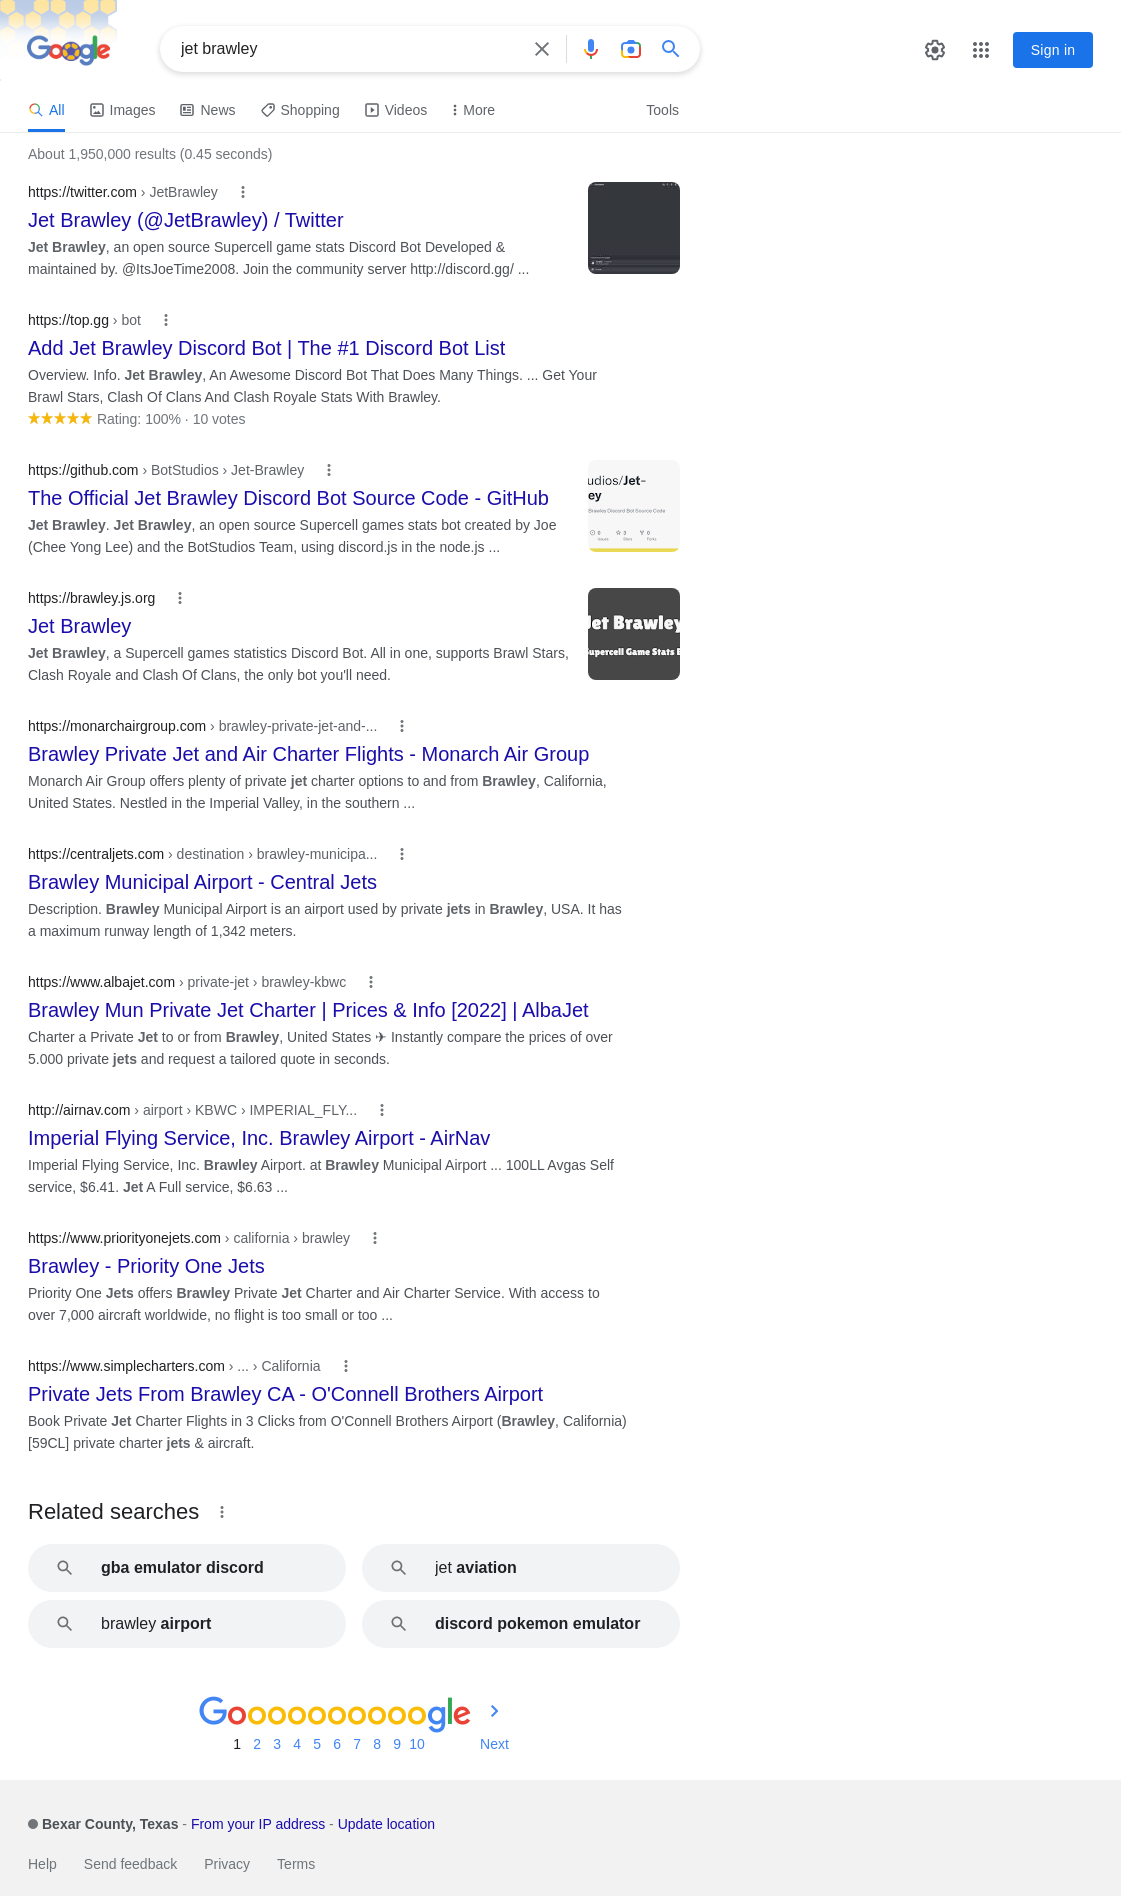 Google
jet brawley
Sign in
All
Images
News
Shopping
Videos
More
Tools
About 1,950,000 results (0.45 seconds)
https://twitter.com › JetBrawley
Jet Brawley (@JetBrawley) / Twitter
Jet Brawley, an open source Supercell game stats Discord Bot Developed &
maintained by. @ItsJoeTime2008. Join the community server http://discord.gg/ ...
https://top.gg › bot
Add Jet Brawley Discord Bot | The #1 Discord Bot List
Overview. Info. Jet Brawley, An Awesome Discord Bot That Does Many Things. ... Get Your
Brawl Stars, Clash Of Clans And Clash Royale Stats With Brawley.
Rating: 100% · 10 votes
https://github.com › BotStudios › Jet-Brawley
The Official Jet Brawley Discord Bot Source Code - GitHub
Jet Brawley. Jet Brawley, an open source Supercell games stats bot created by Joe
(Chee Yong Lee) and the BotStudios Team, using discord.js in the node.js ...
udios/Jet-
ey
Brawley Discord Bot Source Code
https://brawley.js.org
Jet Brawley
Jet Brawley, a Supercell games statistics Discord Bot. All in one, supports Brawl Stars,
Clash Royale and Clash Of Clans, the only bot you'll need.
Jet Brawley
Supercell Game Stats B
https://monarchairgroup.com › brawley-private-jet-and-...
Brawley Private Jet and Air Charter Flights - Monarch Air Group
Monarch Air Group offers plenty of private jet charter options to and from Brawley, California,
United States. Nestled in the Imperial Valley, in the southern ...
https://centraljets.com › destination › brawley-municipa...
Brawley Municipal Airport - Central Jets
Description. Brawley Municipal Airport is an airport used by private jets in Brawley, USA. It has
a maximum runway length of 1,342 meters.
https://www.albajet.com › private-jet › brawley-kbwc
Brawley Mun Private Jet Charter | Prices & Info [2022] | AlbaJet
Charter a Private Jet to or from Brawley, United States ✈ Instantly compare the prices of over
5.000 private jets and request a tailored quote in seconds.
http://airnav.com › airport › KBWC › IMPERIAL_FLY...
Imperial Flying Service, Inc. Brawley Airport - AirNav
Imperial Flying Service, Inc. Brawley Airport. at Brawley Municipal Airport ... 100LL Avgas Self
service, $6.41. Jet A Full service, $6.63 ...
https://www.priorityonejets.com › california › brawley
Brawley - Priority One Jets
Priority One Jets offers Brawley Private Jet Charter and Air Charter Service. With access to
over 7,000 aircraft worldwide, no flight is too small or too ...
https://www.simplecharters.com › ... › California
Private Jets From Brawley CA - O'Connell Brothers Airport
Book Private Jet Charter Flights in 3 Clicks from O'Connell Brothers Airport (Brawley, California)
[59CL] private charter jets & aircraft.
Related searches
gba emulator discord
jet aviation
brawley airport
discord pokemon emulator
Goooooooooogle
1 2 3 4 5 6 7 8 9 10 Next
Bexar County, Texas - From your IP address - Update location
Help Send feedback Privacy Terms